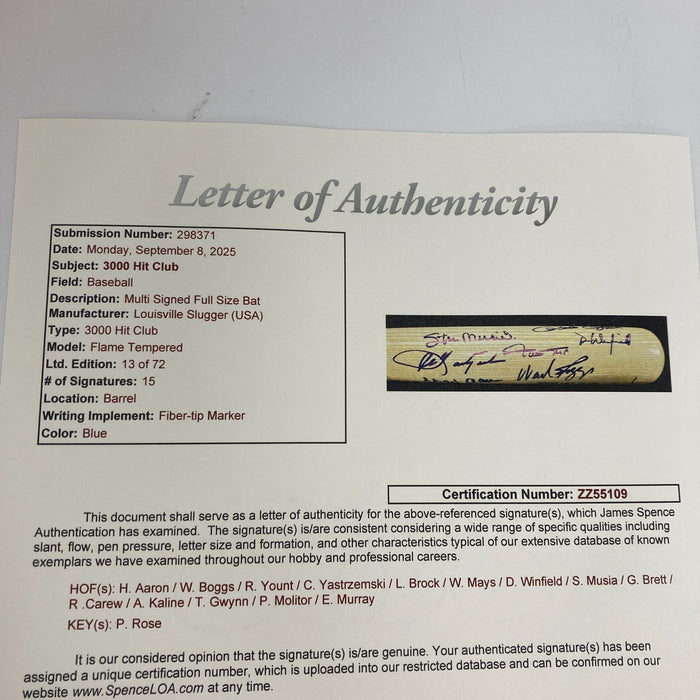 Letter of Authenticity
Submission Number: 298371
Date: Monday, September 8, 2025
Subject: 3000 Hit Club
Field: Baseball
Description: Multi Signed Full Size Bat
Manufacturer: Louisville Slugger (USA)
Type: 3000 Hit Club
Model: Flame Tempered
Ltd. Edition: 13 of 72
# of Signatures: 15
Location: Barrel
Writing Implement: Fiber-tip Marker
Color: Blue
Stan Musial
Certification Number: ZZ55109
This document shall serve as a letter of authenticity for the above-referenced signature(s), which James Spence
Authentication has examined. The signature(s) is/are consistent considering a wide range of specific qualities including
slant, flow, pen pressure, letter size and formation, and other characteristics typical of our extensive database of known
exemplars we have examined throughout our hobby and professional careers.
HOF(s): H. Aaron / W. Boggs / R. Yount / C. Yastrzemski / L. Brock / W. Mays / D. Winfield / S. Musia / G. Brett /
R .Carew / A. Kaline / T. Gwynn / P. Molitor / E. Murray
KEY(s): P. Rose
It is our considered opinion that the signature(s) is/are genuine. Your authenticated signature(s) has been
assigned a unique certification number, which is uploaded into our restricted database and can be confirmed on our
website www.SpenceLOA.com at any time.